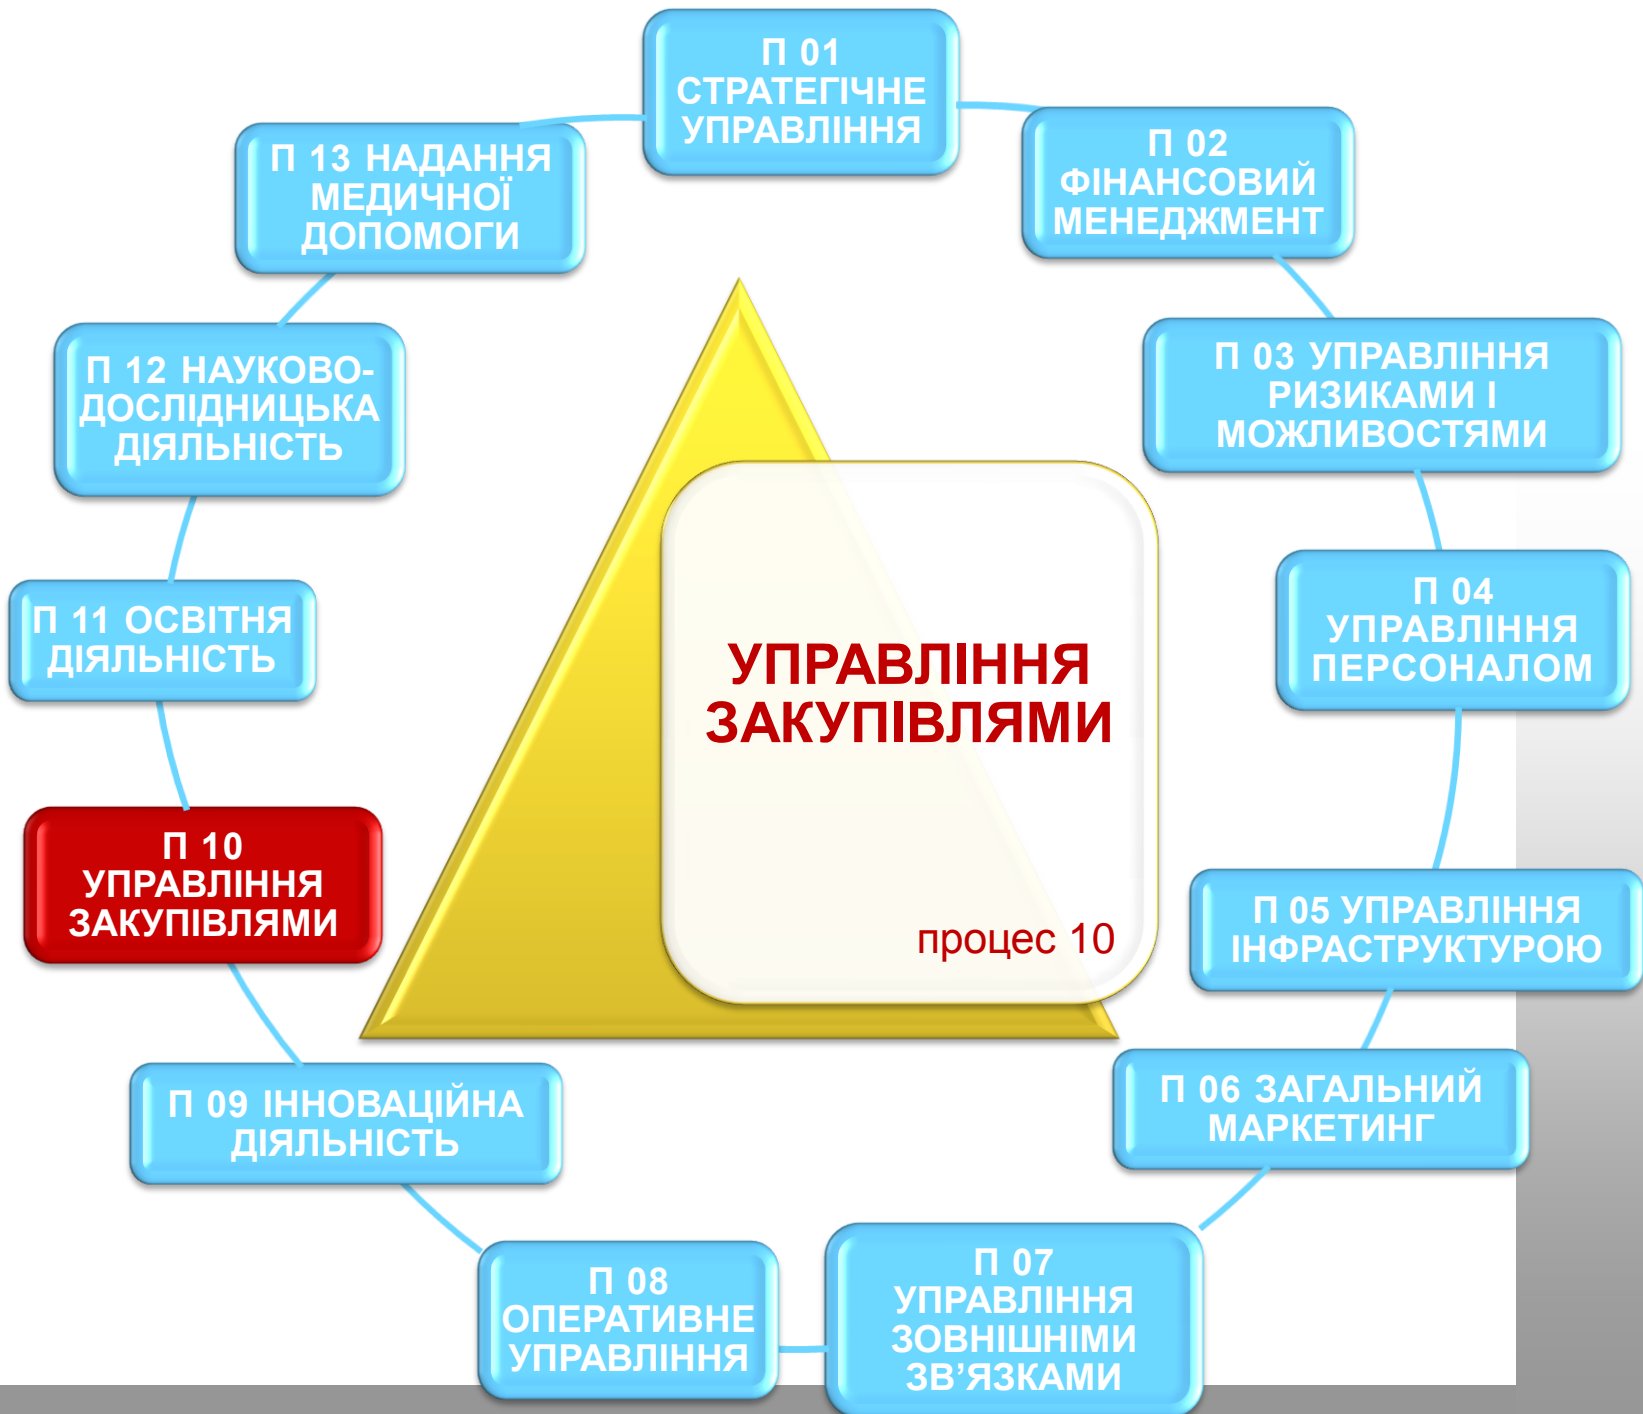 П 01
СТРАТЕГІЧНЕ
УПРАВЛІННЯ
П 02
ФІНАНСОВИЙ
МЕНЕДЖМЕНТ
П 03 УПРАВЛІННЯ
РИЗИКАМИ І
МОЖЛИВОСТЯМИ
П 04
УПРАВЛІННЯ
ПЕРСОНАЛОМ
П 05 УПРАВЛІННЯ
ІНФРАСТРУКТУРОЮ
П 06 ЗАГАЛЬНИЙ
МАРКЕТИНГ
П 07
УПРАВЛІННЯ
ЗОВНІШНІМИ
ЗВ’ЯЗКАМИ
П 08
ОПЕРАТИВНЕ
УПРАВЛІННЯ
П 09 ІННОВАЦІЙНА
ДІЯЛЬНІСТЬ
П 10
УПРАВЛІННЯ
ЗАКУПІВЛЯМИ
П 11 ОСВІТНЯ
ДІЯЛЬНІСТЬ
П 12 НАУКОВО-
ДОСЛІДНИЦЬКА
ДІЯЛЬНІСТЬ
П 13 НАДАННЯ
МЕДИЧНОЇ
ДОПОМОГИ
УПРАВЛІННЯ
ЗАКУПІВЛЯМИ
процес 10